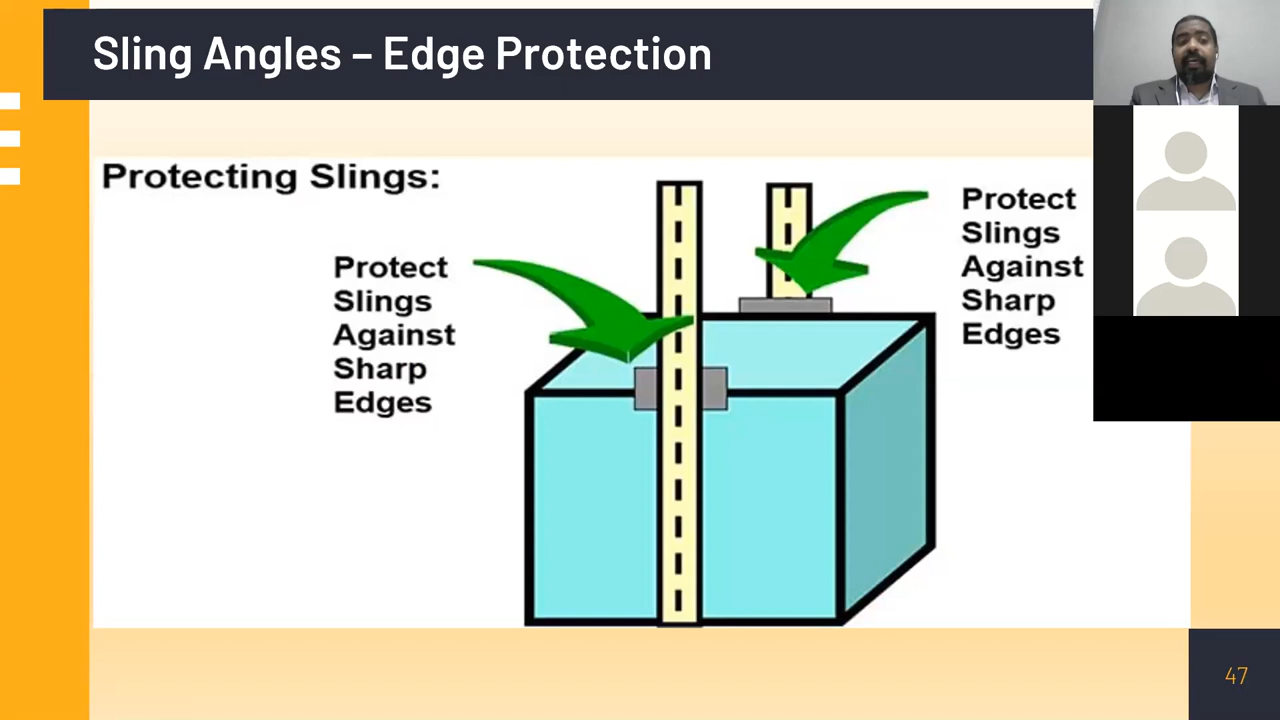 Sling Angles – Edge Protection
Protecting Slings:
Protect
Slings
Against
Sharp
Edges
Protect
Slings
Against
Sharp
Edges
47